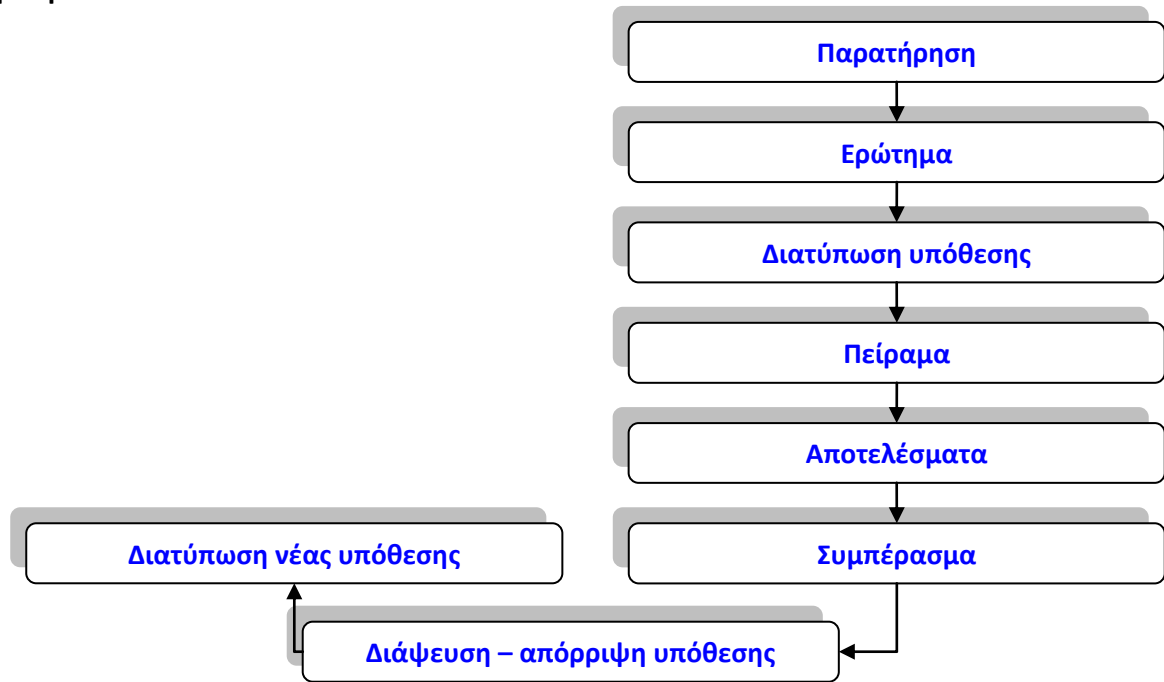 Παρατήρηση
Ερώτημα
Διατύπωση υπόθεσης
Πείραμα
Αποτελέσματα
Συμπέρασμα
Διατύπωση νέας υπόθεσης
Διάψευση – απόρριψη υπόθεσης